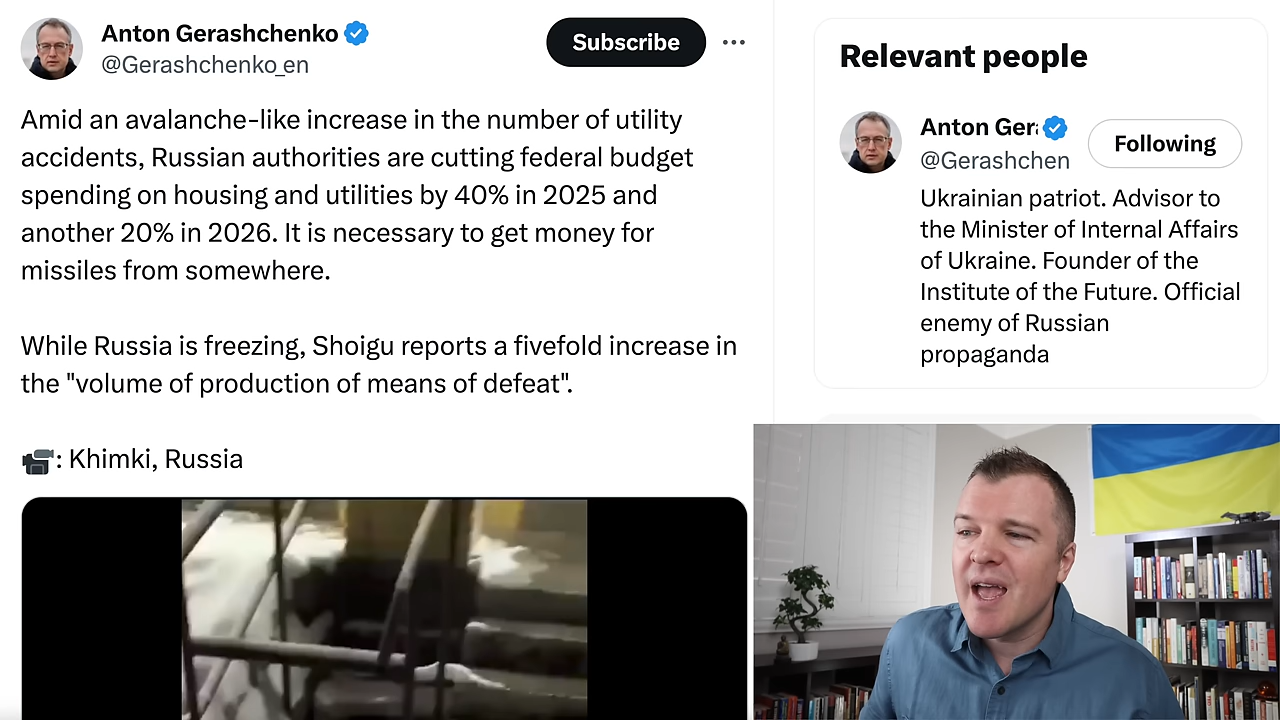 Anton Gerashchenko
@Gerashchenko_en
Subscribe
Amid an avalanche-like increase in the number of utility
accidents, Russian authorities are cutting federal budget
spending on housing and utilities by 40% in 2025 and
another 20% in 2026. It is necessary to get money for
missiles from somewhere.
While Russia is freezing, Shoigu reports a fivefold increase in
the "volume of production of means of defeat".
: Khimki, Russia
Relevant people
Anton Ger
@Gerashchen
Following
Ukrainian patriot. Advisor to
the Minister of Internal Affairs
of Ukraine. Founder of the
Institute of the Future. Official
enemy of Russian
propaganda